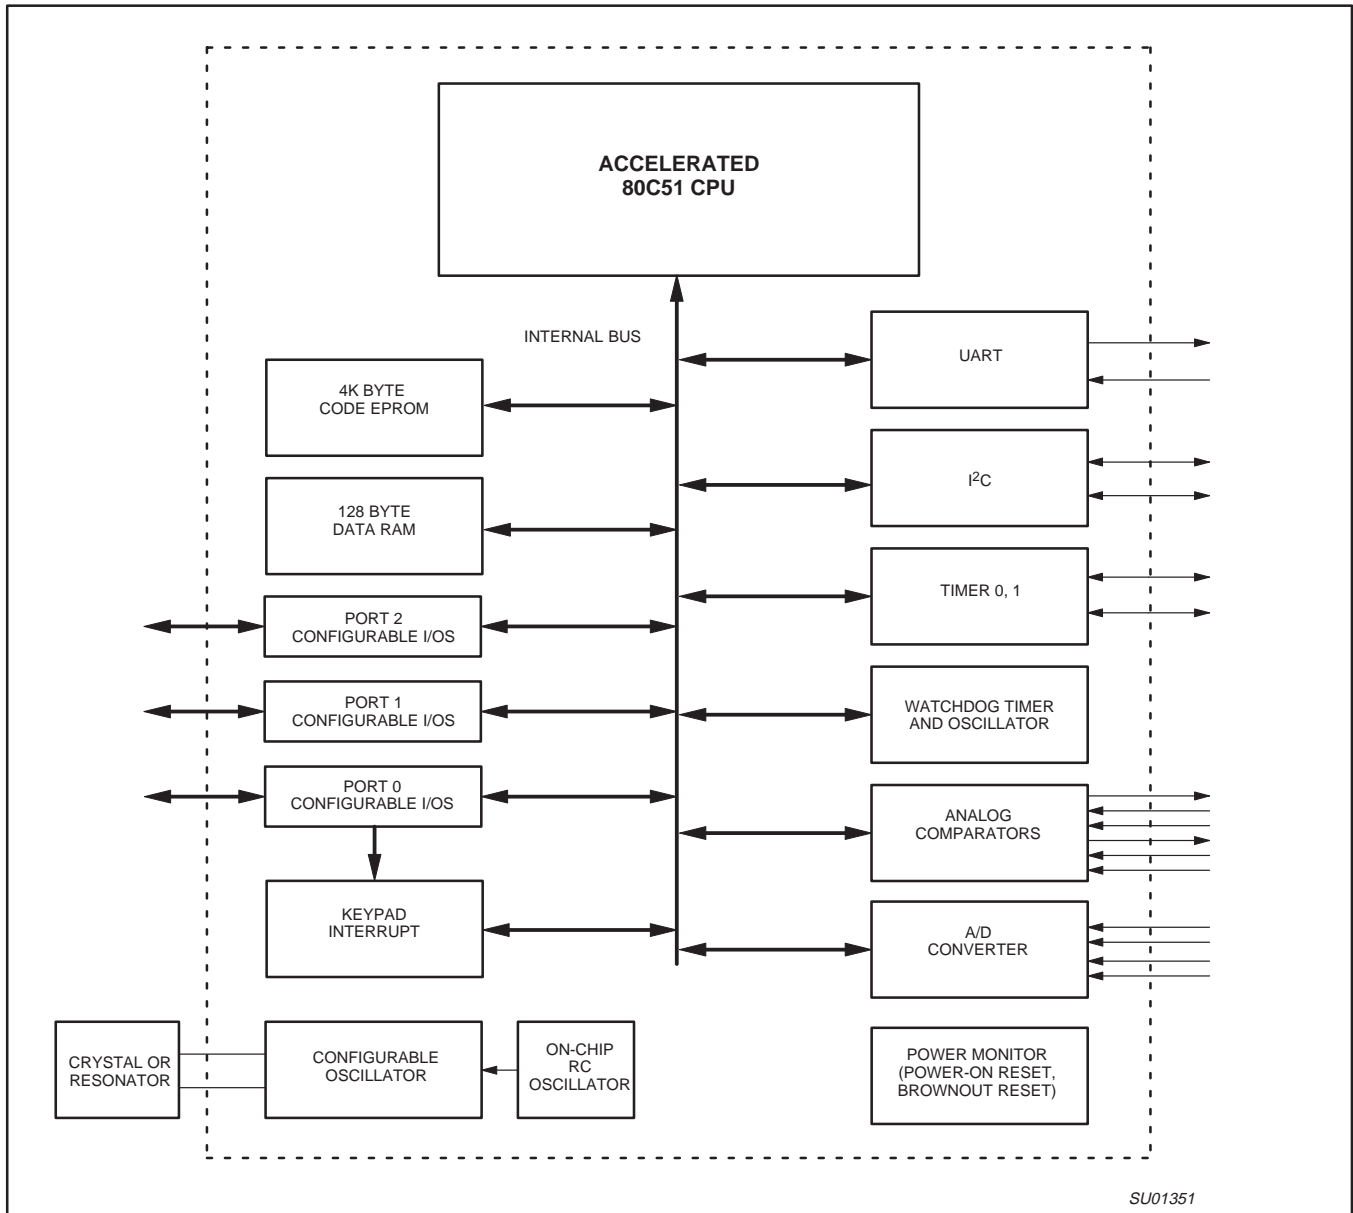 ACCELERATED
80C51 CPU
INTERNAL BUS
4K BYTE
CODE EPROM
128 BYTE
DATA RAM
PORT 2
CONFIGURABLE I/OS
PORT 1
CONFIGURABLE I/OS
PORT 0
CONFIGURABLE I/OS
KEYPAD
INTERRUPT
CRYSTAL OR
RESONATOR
CONFIGURABLE
OSCILLATOR
ON-CHIP
RC
OSCILLATOR
UART
I²C
TIMER 0, 1
WATCHDOG TIMER
AND OSCILLATOR
ANALOG
COMPARATORS
A/D
CONVERTER
POWER MONITOR
(POWER-ON RESET,
BROWNOUT RESET)
SU01351